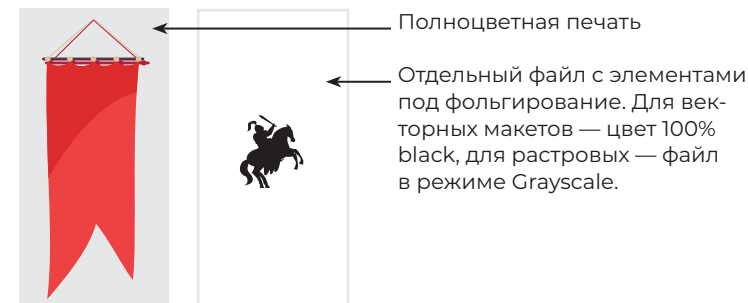 Полноцветная печать
Отдельный файл с элементами
под фольгирование. Для век-
торных макетов — цвет 100%
black, для растровых — файл
в режиме Grayscale.